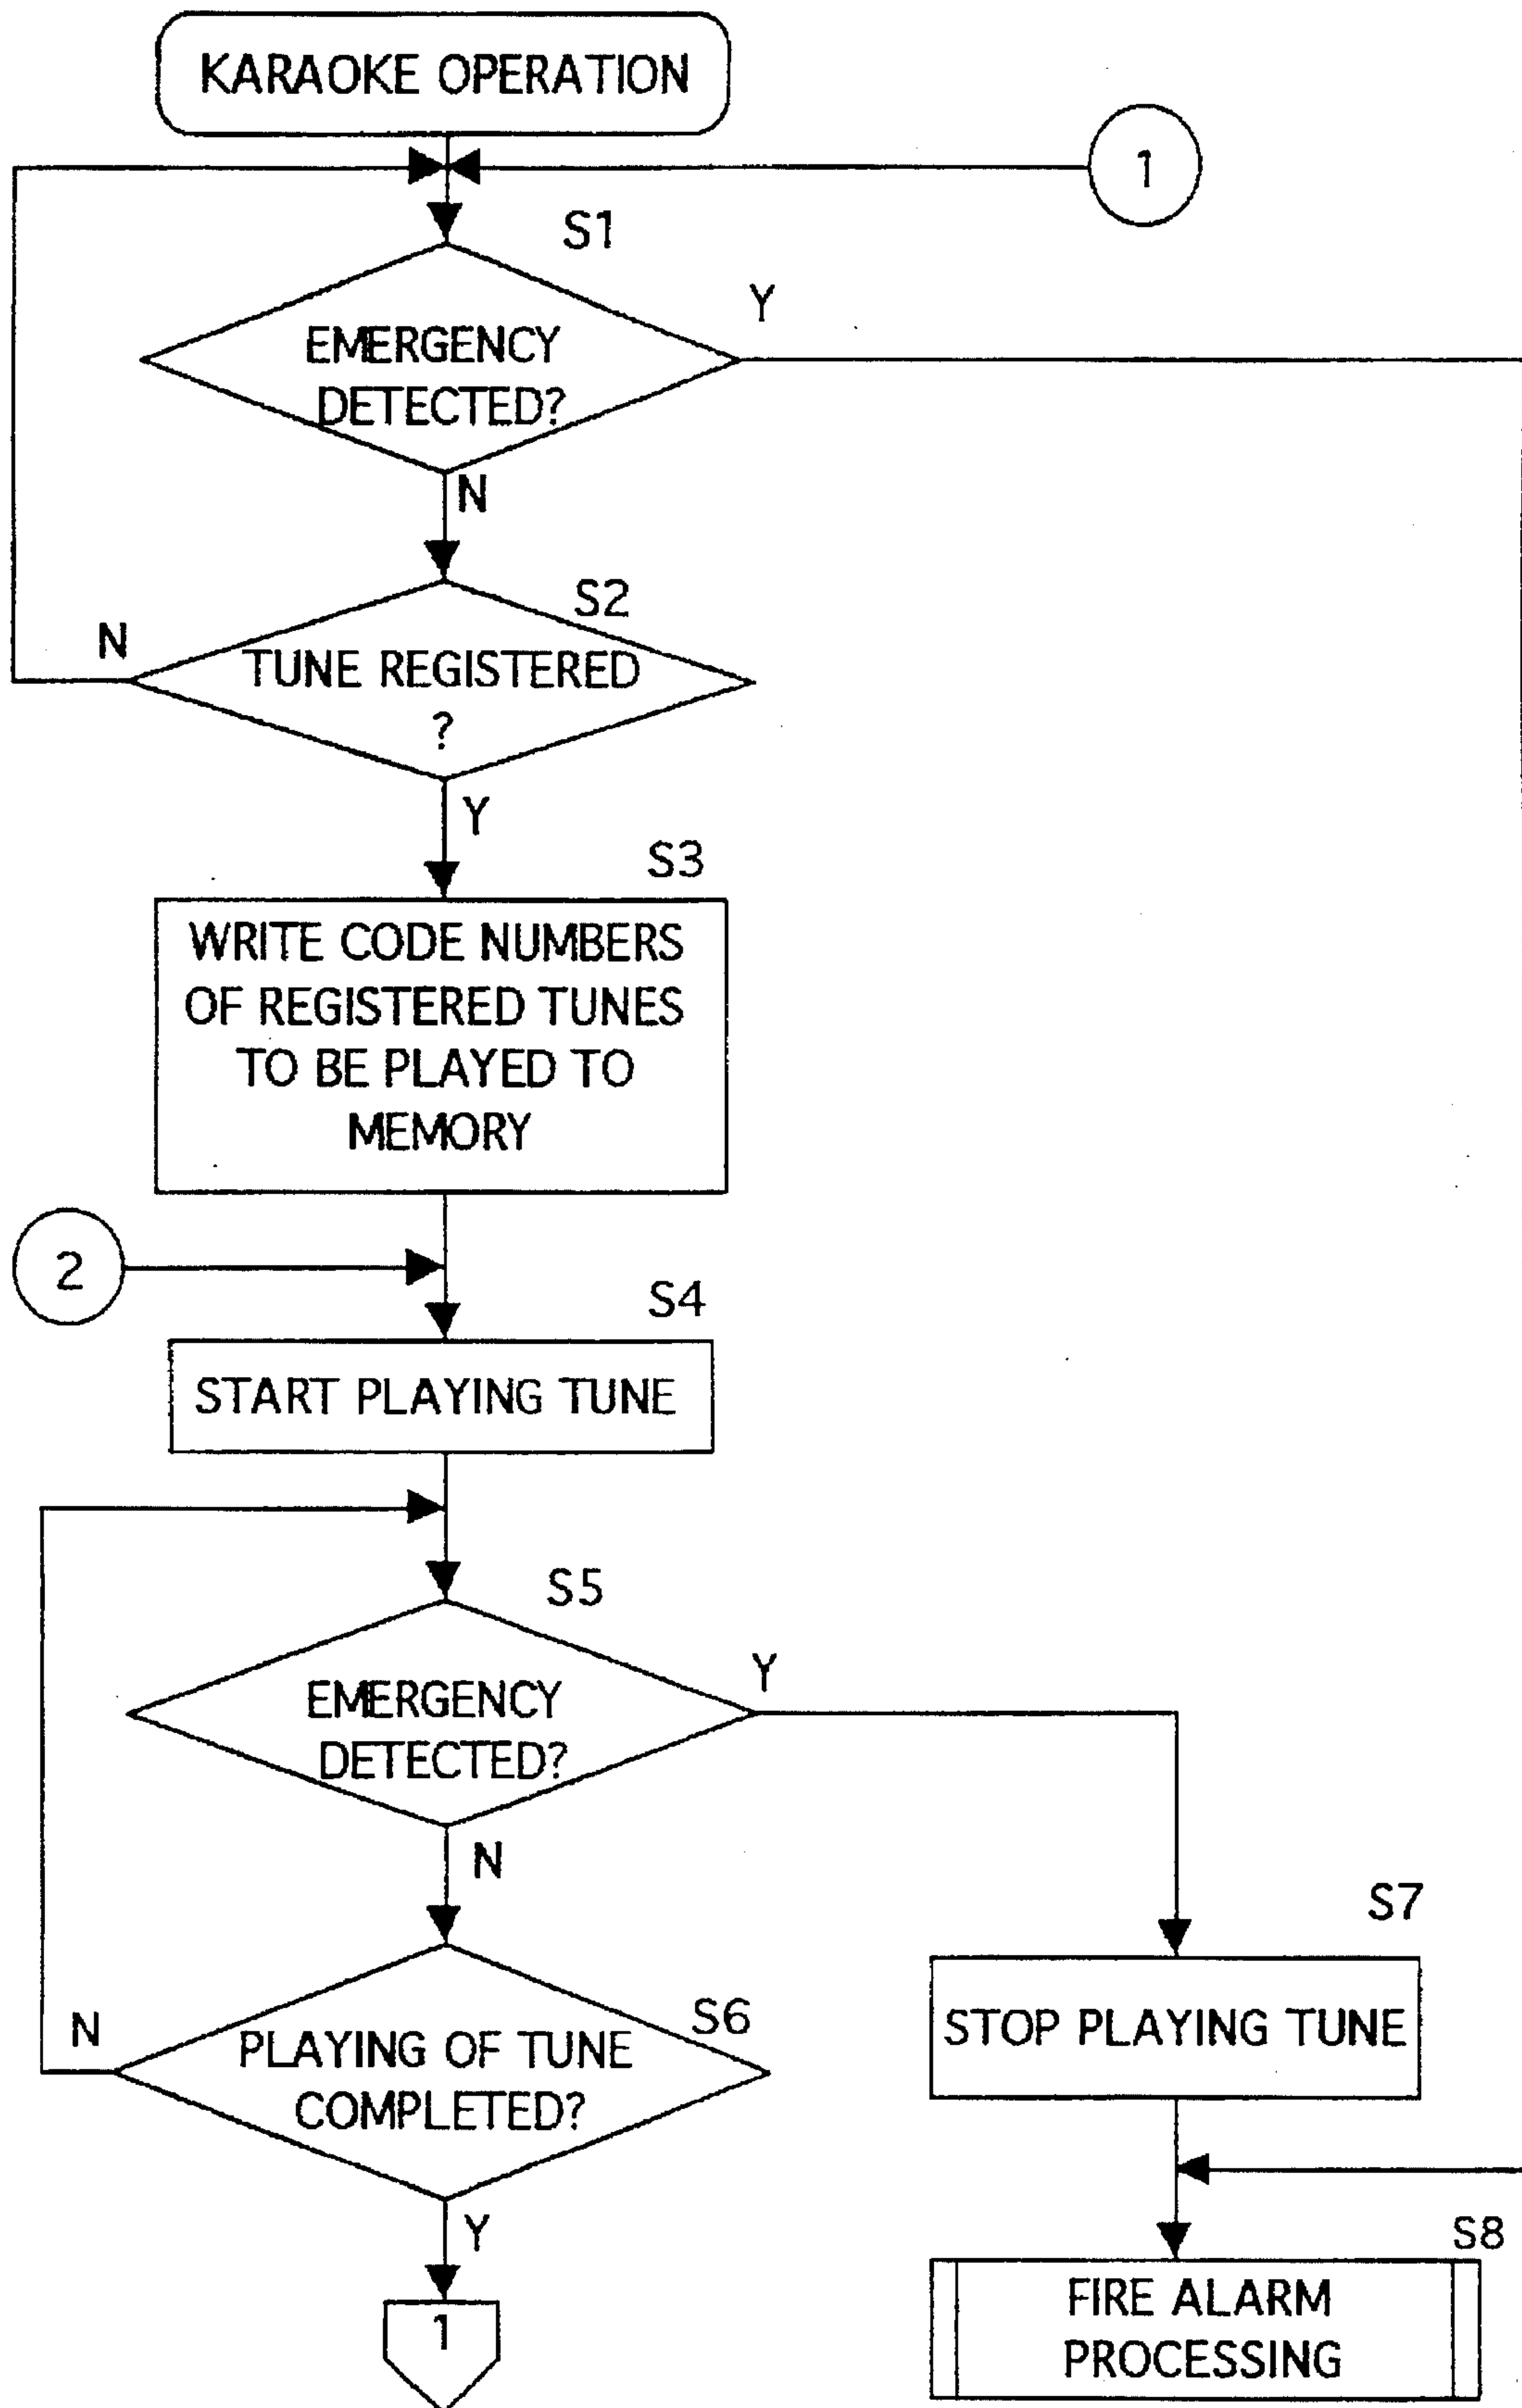 KARAOKE OPERATION
1
S1
Y
EMERGENCY
DETECTED?
N
S2
N
TUNE REGISTERED
?
Y
S3
WRITE CODE NUMBERS
OF REGISTERED TUNES
TO BE PLAYED TO
MEMORY
2
S4
START PLAYING TUNE
S5
Y
EMERGENCY
DETECTED?
N
S7
STOP PLAYING TUNE
S6
N
PLAYING OF TUNE
COMPLETED?
Y
S8
1
FIRE ALARM
PROCESSING